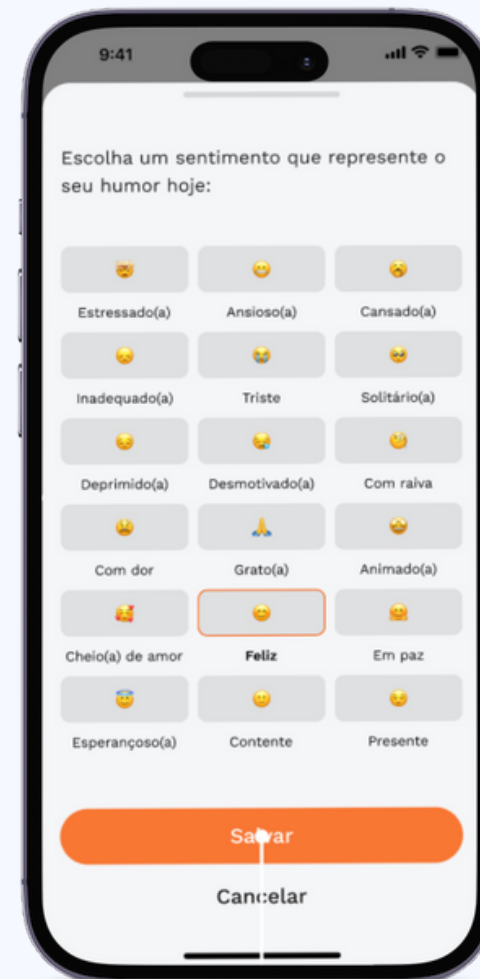 9:41
Escolha um sentimento que represente o
seu humor hoje:
Estressado(a) Ansioso(a) Cansado(a)
Inadequado(a) Triste Solitário(a)
Deprimido(a) Desmotivado(a) Com raiva
Com dor Grato(a) Animado(a)
Cheio(a) de amor Feliz Em paz
Esperançoso(a) Contente Presente
Salvar
Cancelar